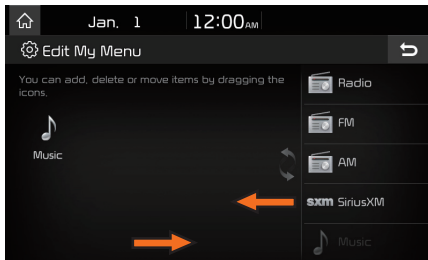 Jan. 1 12:00AM
Edit My Menu
You can add, delete or move items by dragging the
icons.
Music
Radio
FM
AM
sxm SiriusXM
Music